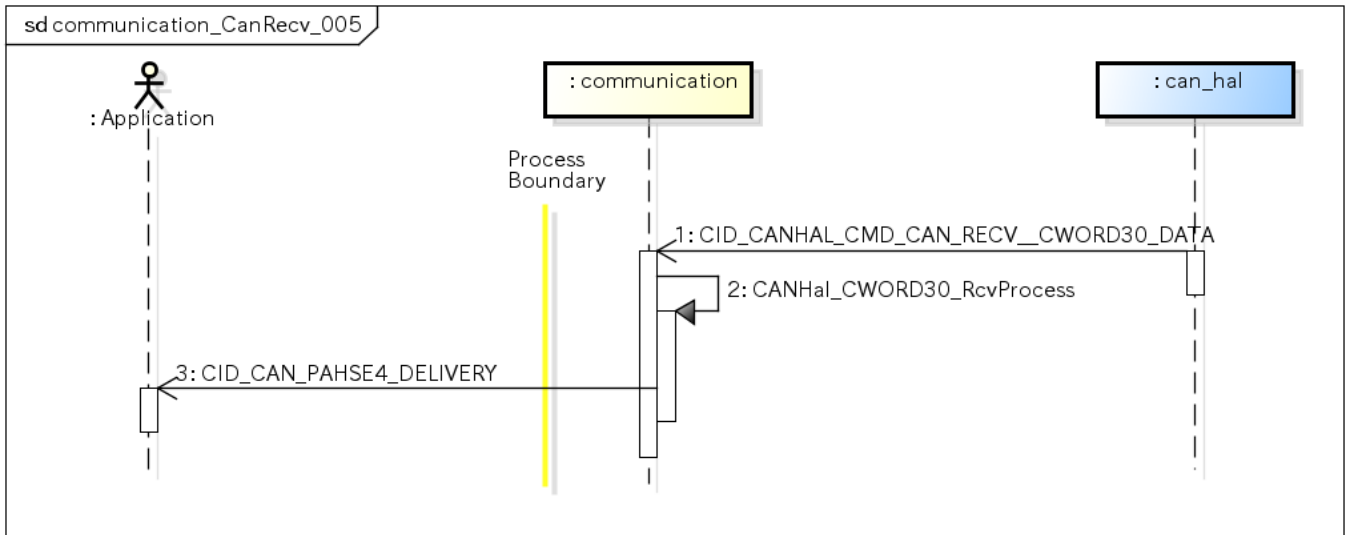 sd communication_CanRecv_005
: Application
: communication
: can_hal
Process
Boundary
1: CID_CANHAL_CMD_CAN_RECV__CWORD30_DATA
2: CANHal_CWORD30_RcvProcess
3: CID_CAN_PAHSE4_DELIVERY